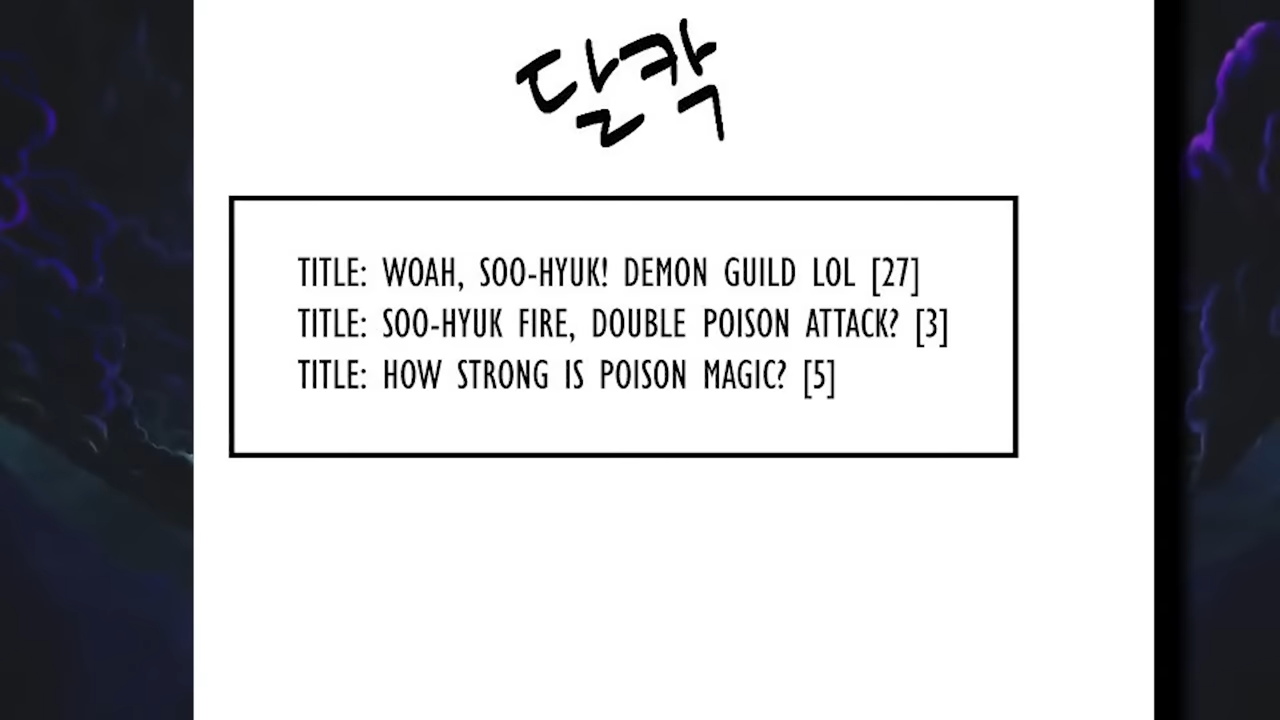 달칵
TITLE: WOAH, SOO-HYUK! DEMON GUILD LOL [27]
TITLE: SOO-HYUK FIRE, DOUBLE POISON ATTACK? [3]
TITLE: HOW STRONG IS POISON MAGIC? [5]